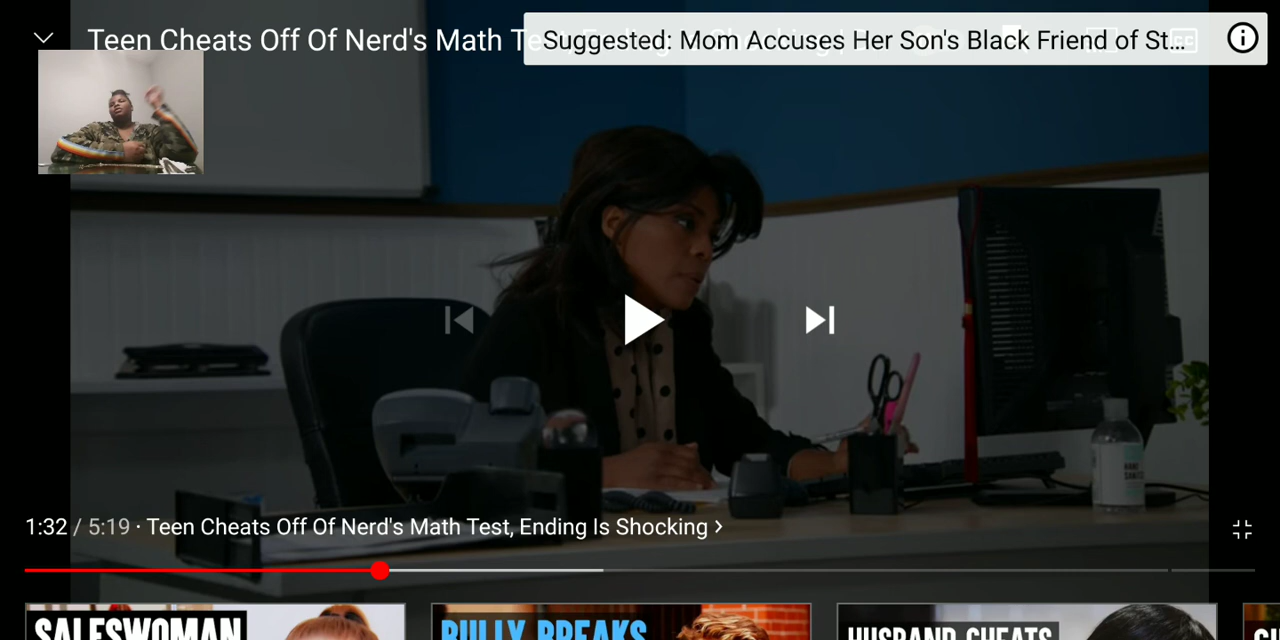 Teen Cheats Off Of Nerd's Math Te
Suggested: Mom Accuses Her Son's Black Friend of St...
HAND
1:32 / 5:19 · Teen Cheats Off Of Nerd's Math Test, Ending Is Shocking >
SALESWOMAN
BULLY BREAKS
HUSBAND CHEATS